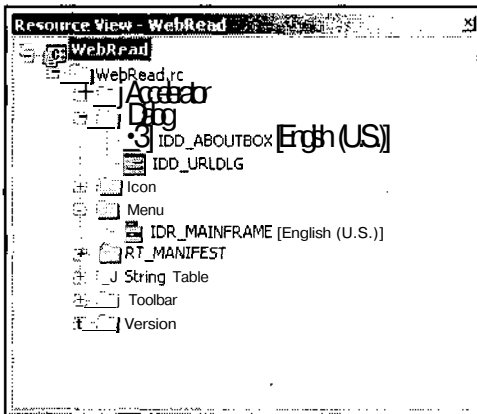 Resource View - WebRead
WebRead
WebRead.rc
Accelerator
Dialog
IDD_ABOUTBOX [English (U.S.)]
IDD_URLDLG
Icon
Menu
IDR_MAINFRAME [English (U.S.)]
RT_MANIFEST
String Table
Toolbar
Version